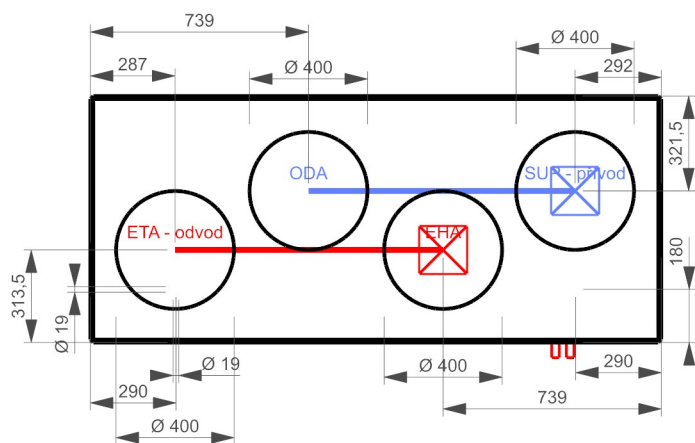 739
Ø 400
287
Ø 400
292
321,5
ODA
SUP - privod
ETA - odvod
EHA
313,5
180
Ø 19
Ø 19
Ø 400
290
290
739
Ø 400